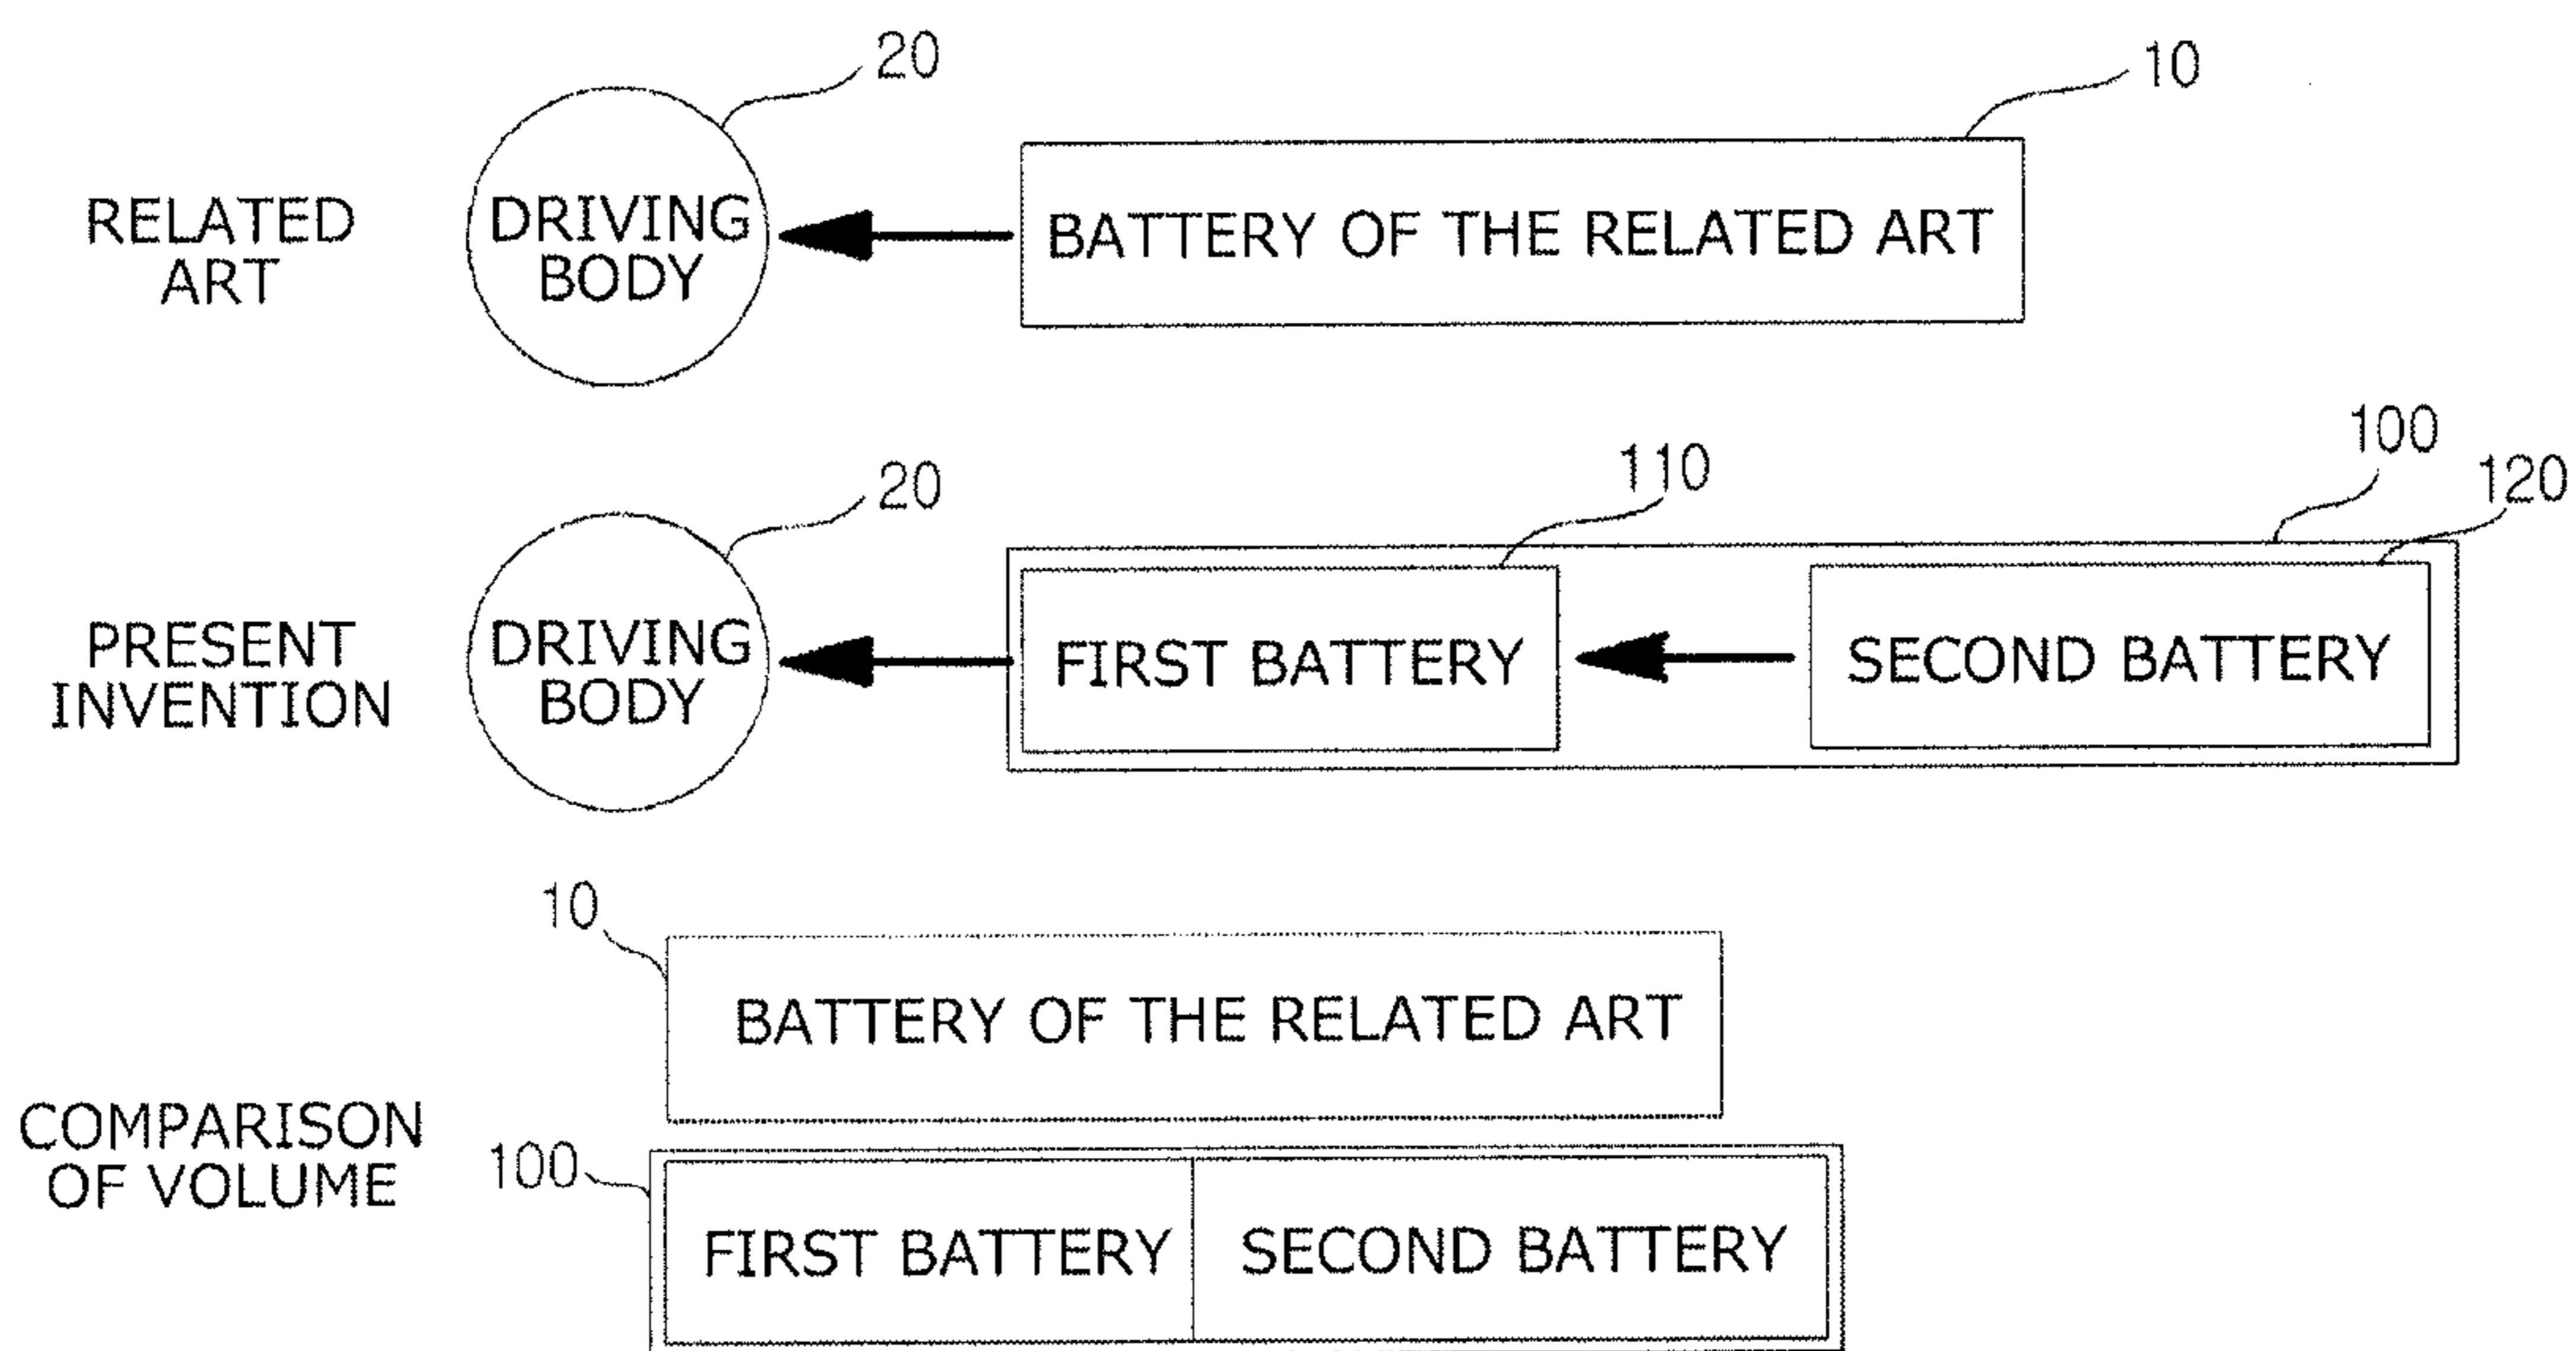 20
10
RELATED
ART
DRIVING
BODY
BATTERY OF THE RELATED ART
20
110
100
120
PRESENT
INVENTION
DRIVING
BODY
FIRST BATTERY
SECOND BATTERY
10
BATTERY OF THE RELATED ART
COMPARISON
OF VOLUME
100
FIRST BATTERY
SECOND BATTERY